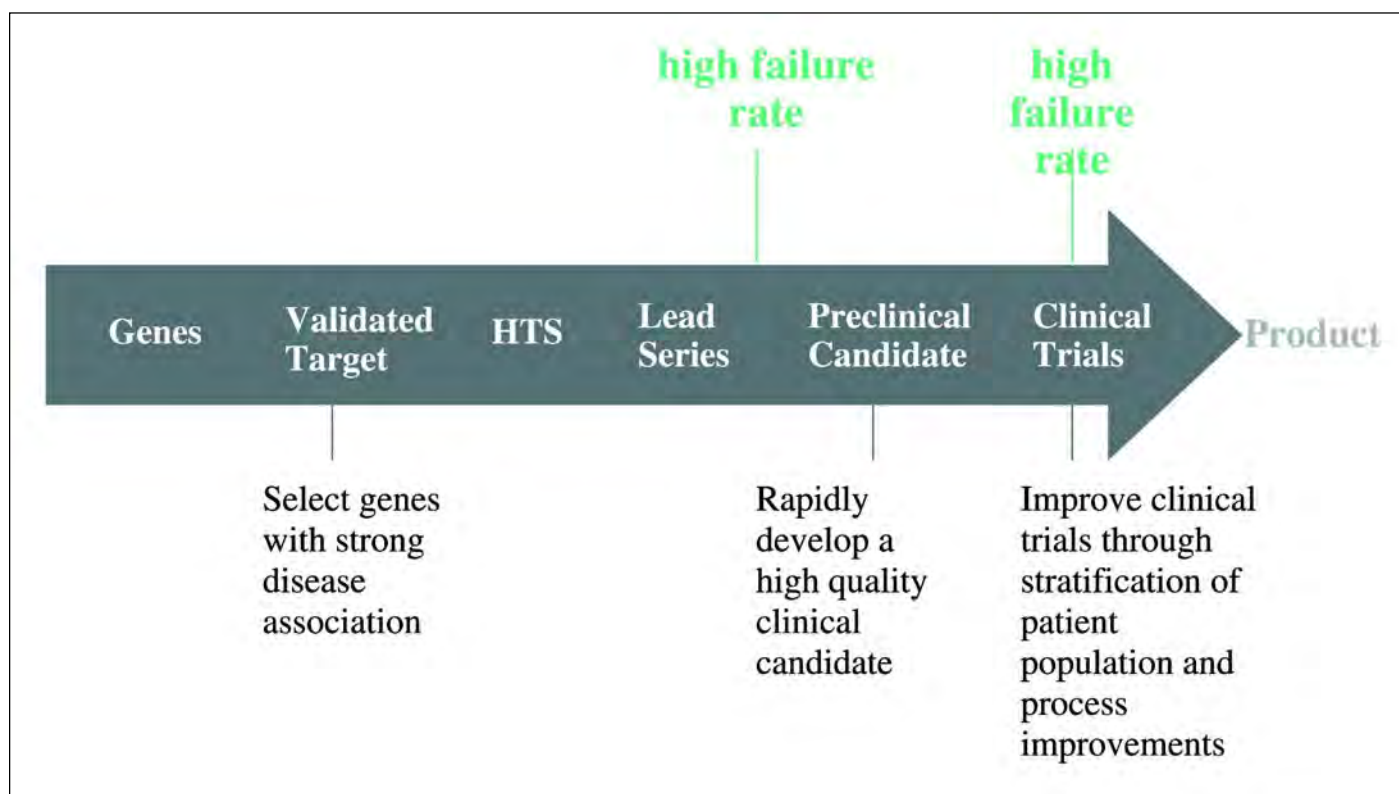 high failure
rate
high
failure
rate
Genes
Validated
Target
HTS
Lead
Series
Preclinical
Candidate
Clinical
Trials
Product
Select genes
with strong
disease
association
Rapidly
develop a
high quality
clinical
candidate
Improve clinical
trials through
stratification of
patient
population and
process
improvements